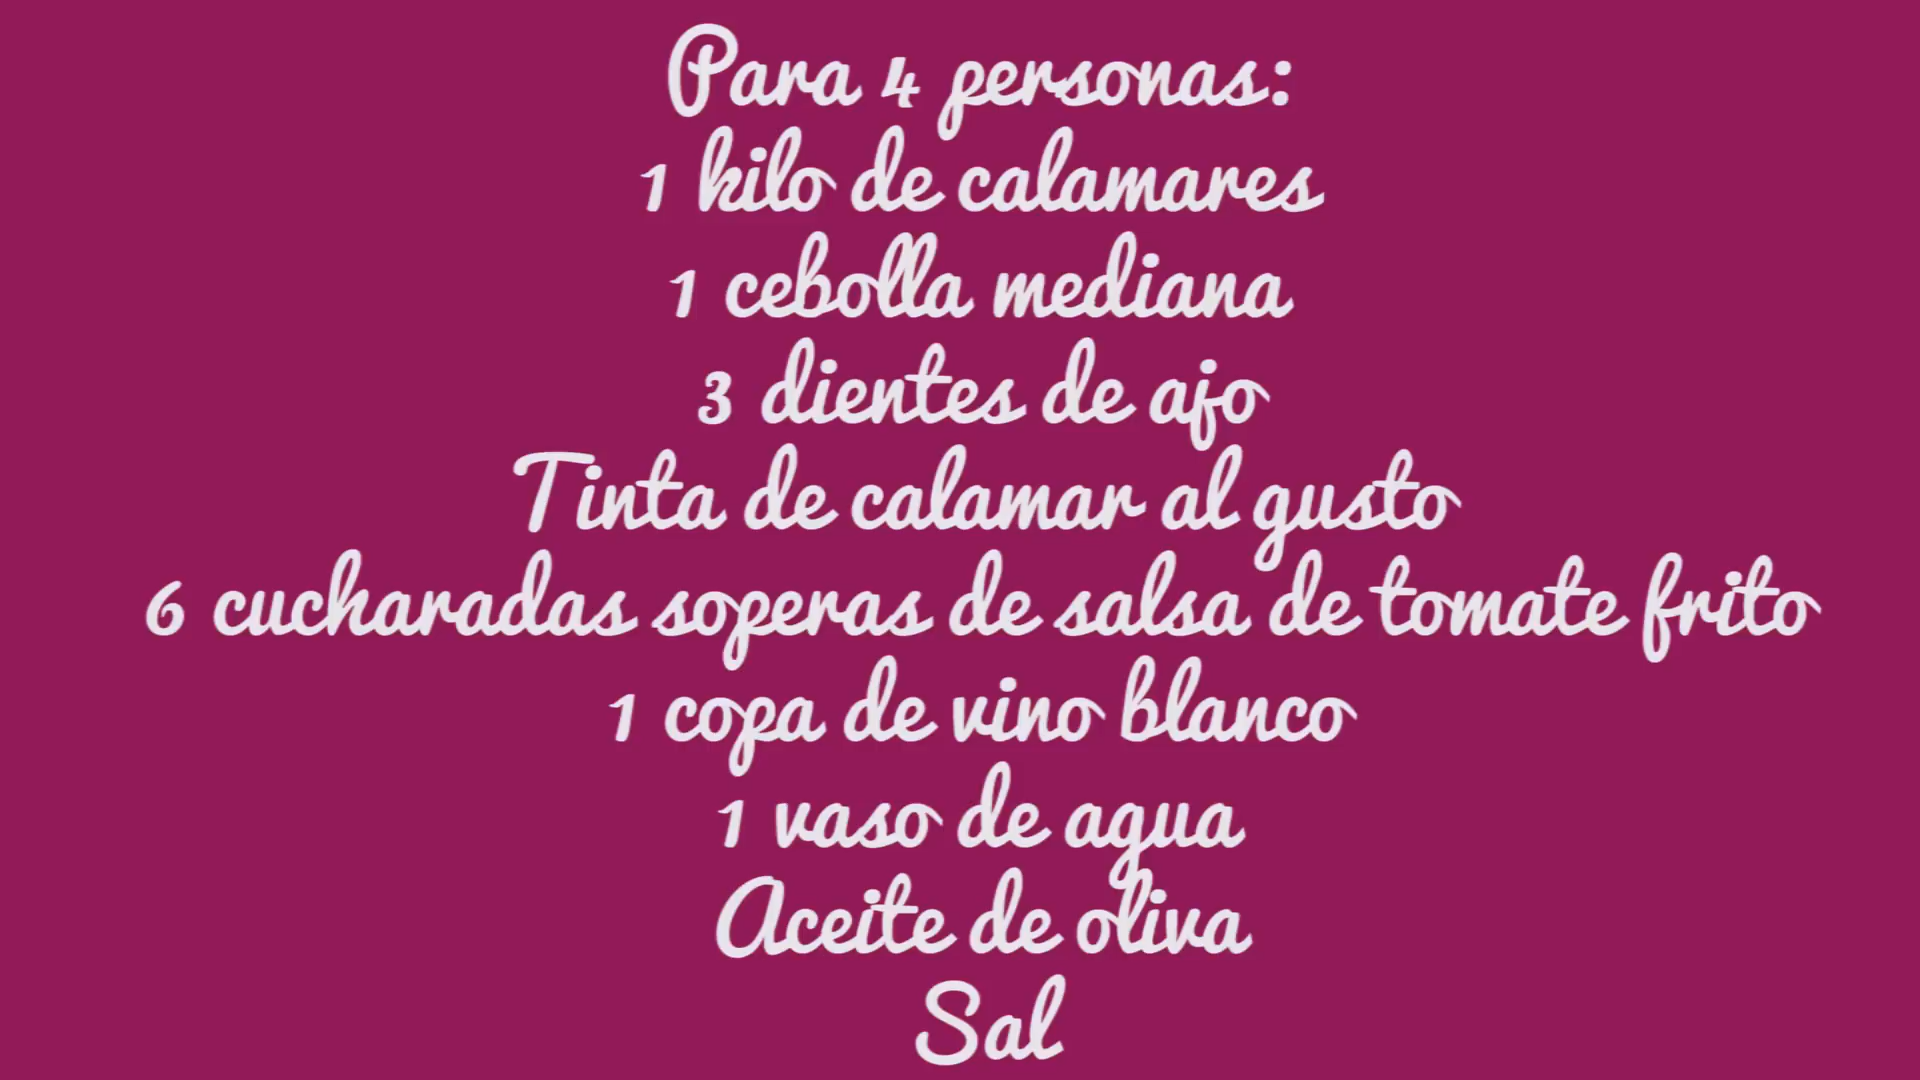 Para 4 personas:
1 kilo de calamares
1 cebolla mediana
3 dientes de ajo
Tinta de calamar al gusto
6 cucharadas soperas de salsa de tomate frito
1 copa de vino blanco
1 vaso de agua
Aceite de oliva
Sal